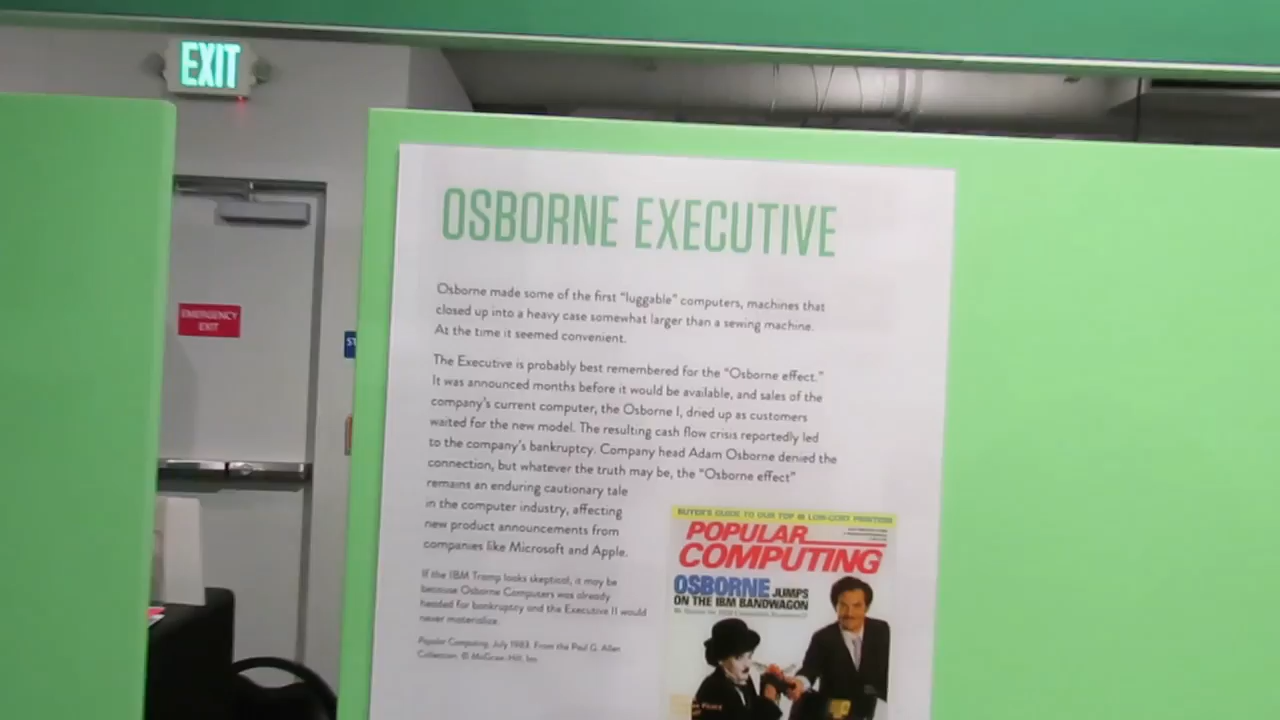 EXIT
EMERGENCY
EXIT
ST
OSBORNE EXECUTIVE
Osborne made some of the first "luggable" computers, machines that
closed up into a heavy case somewhat larger than a sewing machine.
At the time it seemed convenient.
The Executive is probably best remembered for the "Osborne effect."
It was announced months before it would be available, and sales of the
company's current computer, the Osborne I, dried up as customers
waited for the new model. The resulting cash flow crisis reportedly led
to the company's bankruptcy. Company head Adam Osborne denied the
connection, but whatever the truth may be, the "Osborne effect"
remains an enduring cautionary tale
in the computer industry, affecting
new product announcements from
companies like Microsoft and Apple.
If the IBM Tramp looks skeptical, it may be
because Osborne Computers was already
headed for bankruptcy and the Executive II would
never materialize.
Popular Computing, July 1983. From the Paul G. Allen
Collection. © McGraw-Hill, Inc
BUYER'S GUIDE TO OUR TOP 18 LOW-COST PRINTERS
POPULAR
COMPUTING
OSBORNE JUMPS
ON THE IBM BANDWAGON